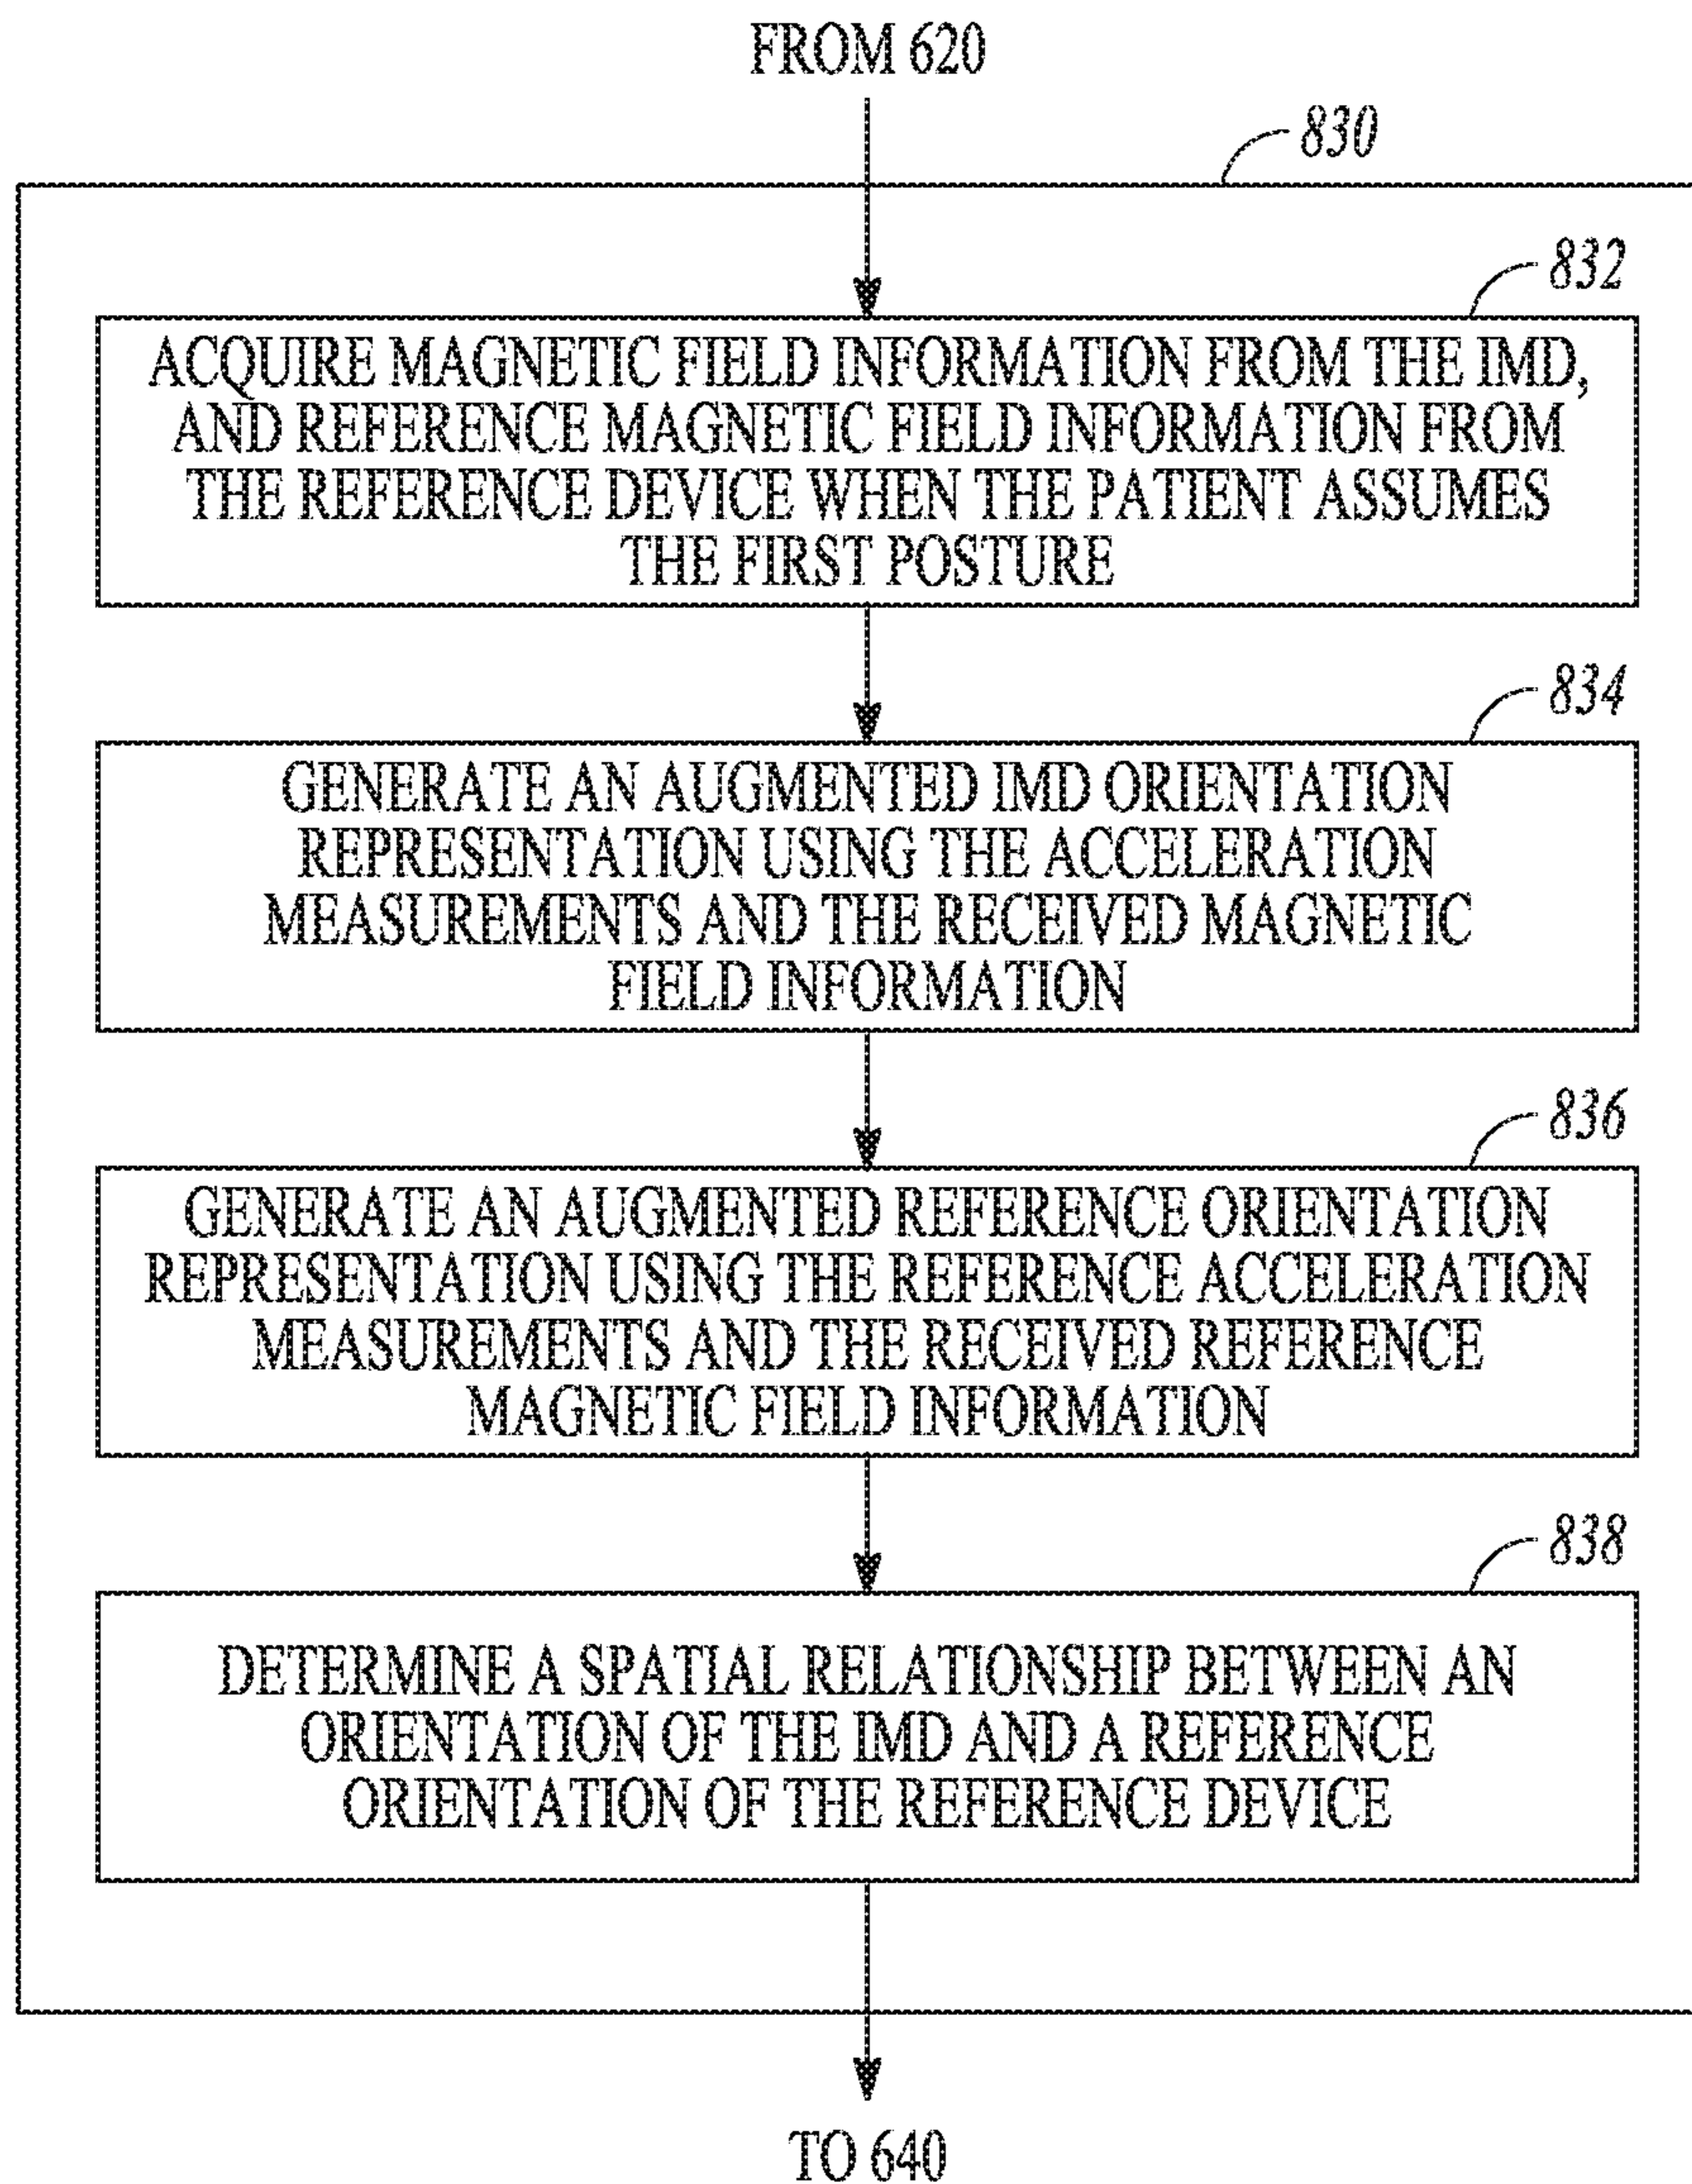 FROM 620
830
832
ACQUIRE MAGNETIC FIELD INFORMATION FROM THE IMD,
AND REFERENCE MAGNETIC FIELD INFORMATION FROM
THE REFERENCE DEVICE WHEN THE PATIENT ASSUMES
THE FIRST POSTURE
834
GENERATE AN AUGMENTED IMD ORIENTATION
REPRESENTATION USING THE ACCELERATION
MEASUREMENTS AND THE RECEIVED MAGNETIC
FIELD INFORMATION
836
GENERATE AN AUGMENTED REFERENCE ORIENTATION
REPRESENTATION USING THE REFERENCE ACCELERATION
MEASUREMENTS AND THE RECEIVED REFERENCE
MAGNETIC FIELD INFORMATION
838
DETERMINE A SPATIAL RELATIONSHIP BETWEEN AN
ORIENTATION OF THE IMD AND A REFERENCE
ORIENTATION OF THE REFERENCE DEVICE
TO 640